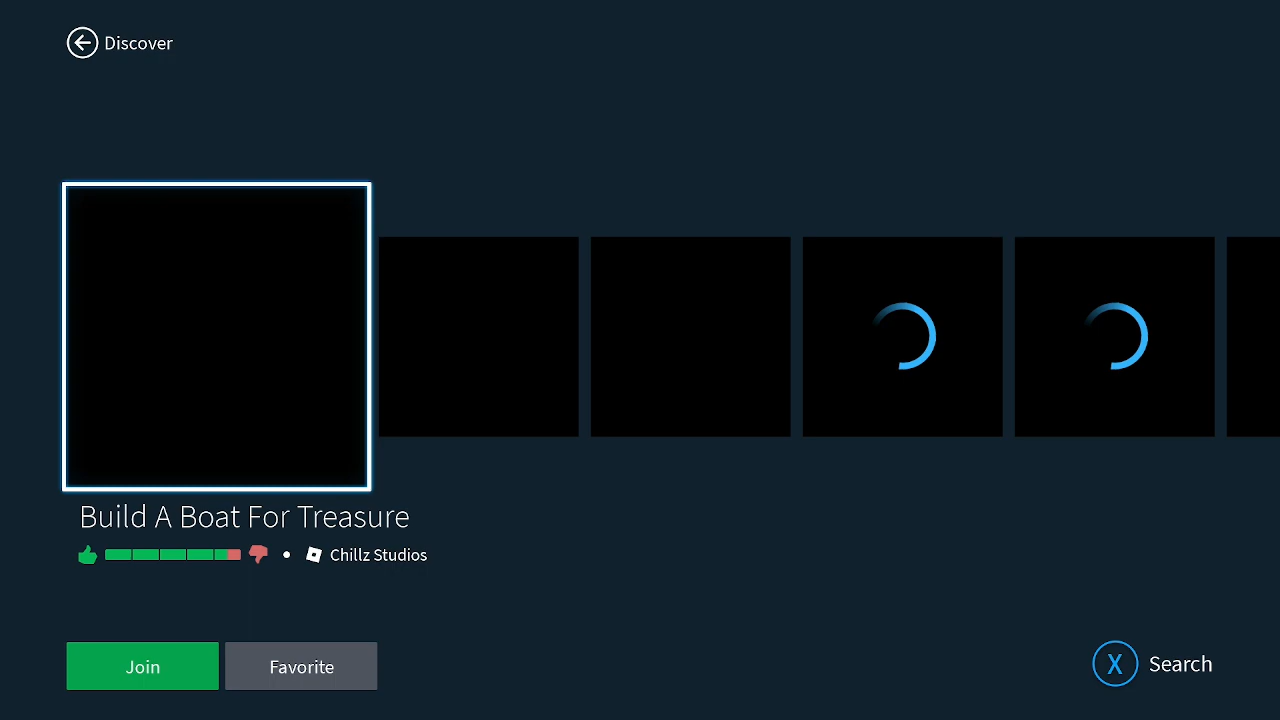 Discover
Build A Boat For Treasure
Chillz Studios
Join
Favorite
X Search